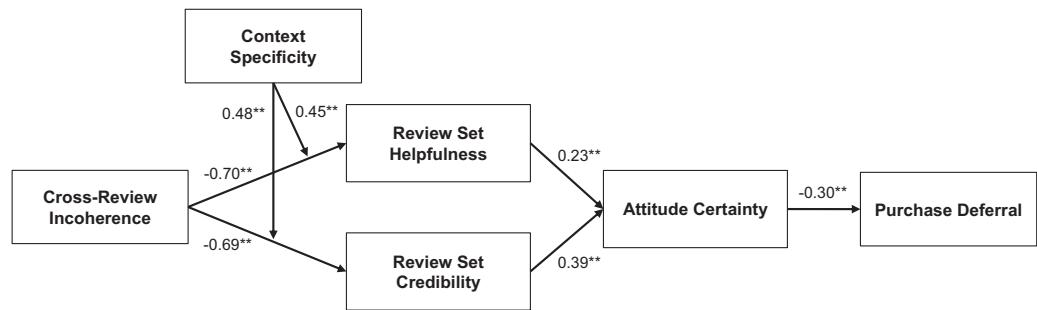 Context
Specificity
0.48**
0.45**
Review Set
Helpfulness
-0.70**
0.23**
Cross-Review
Incoherence
Attitude Certainty
-0.30**
Purchase Deferral
-0.69**
Review Set
Credibility
0.39**